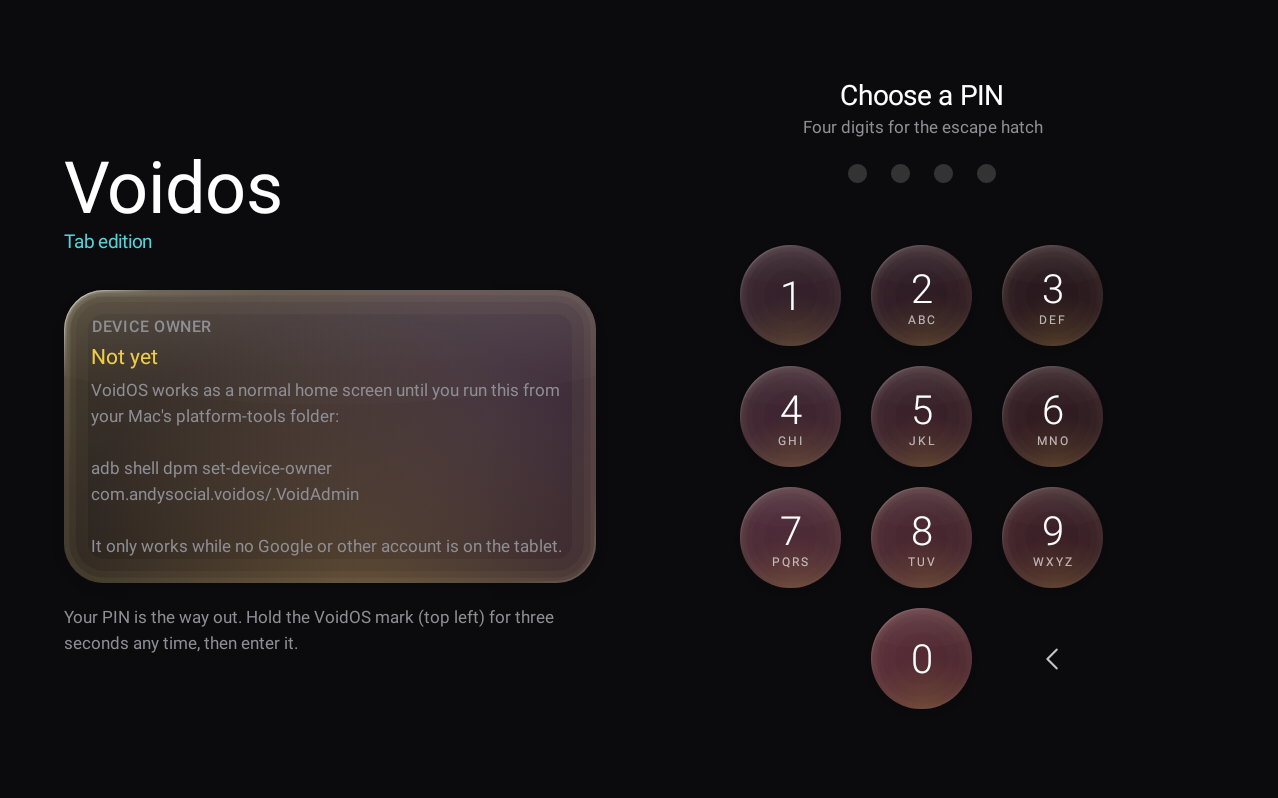 Voidos
Tab edition
DEVICE OWNER
Not yet
VoidOS works as a normal home screen until you run this from
your Mac's platform-tools folder:
adb shell dpm set-device-owner
com.andysocial.voidos/.VoidAdmin
It only works while no Google or other account is on the tablet.
Your PIN is the way out. Hold the VoidOS mark (top left) for three
seconds any time, then enter it.
Choose a PIN
Four digits for the escape hatch
1
2
ABC
3
DEF
4
GHI
5
JKL
6
MNO
7
PQRS
8
TUV
9
WXYZ
0